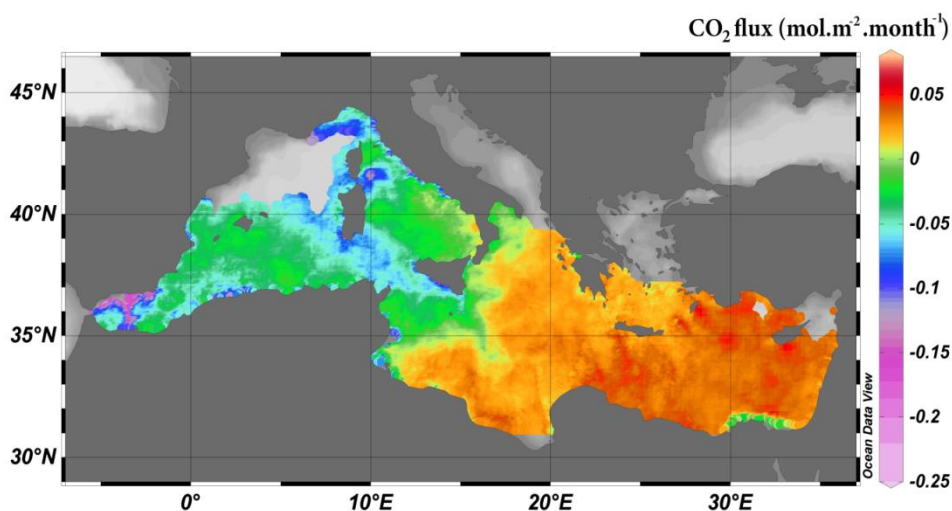 CO₂ flux (mol.m⁻².month⁻¹)
45°N
40°N
35°N
30°N
0°
10°E
20°E
30°E
Ocean Data View
0.05
0
-0.05
-0.1
-0.15
-0.2
-0.25